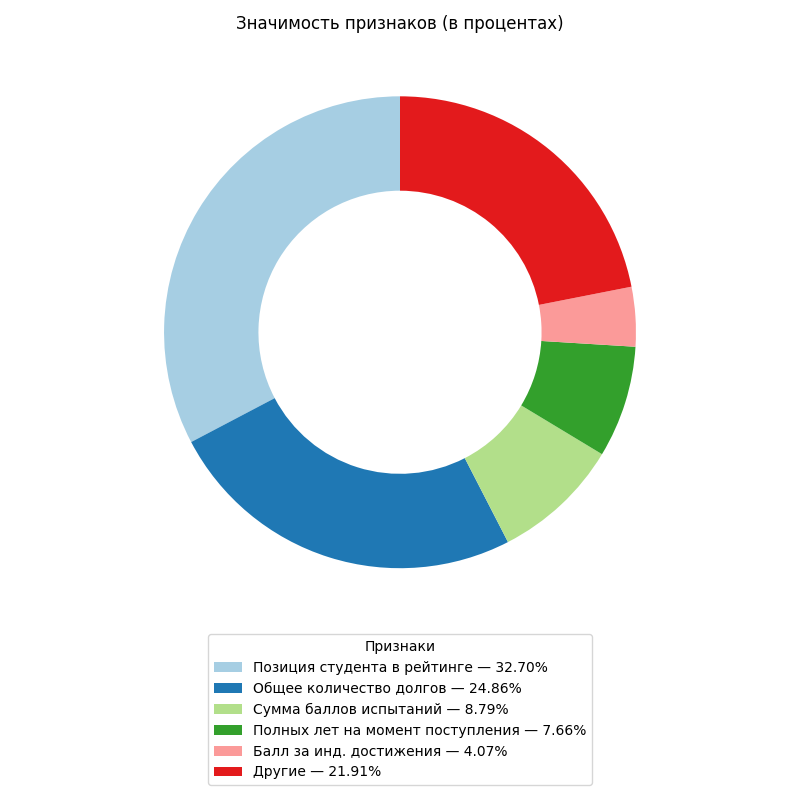 Значимость признаков (в процентах)
Признаки
Позиция студента в рейтинге — 32.70%
Общее количество долгов — 24.86%
Сумма баллов испытаний — 8.79%
Полных лет на момент поступления — 7.66%
Балл за инд. достижения — 4.07%
Другие — 21.91%